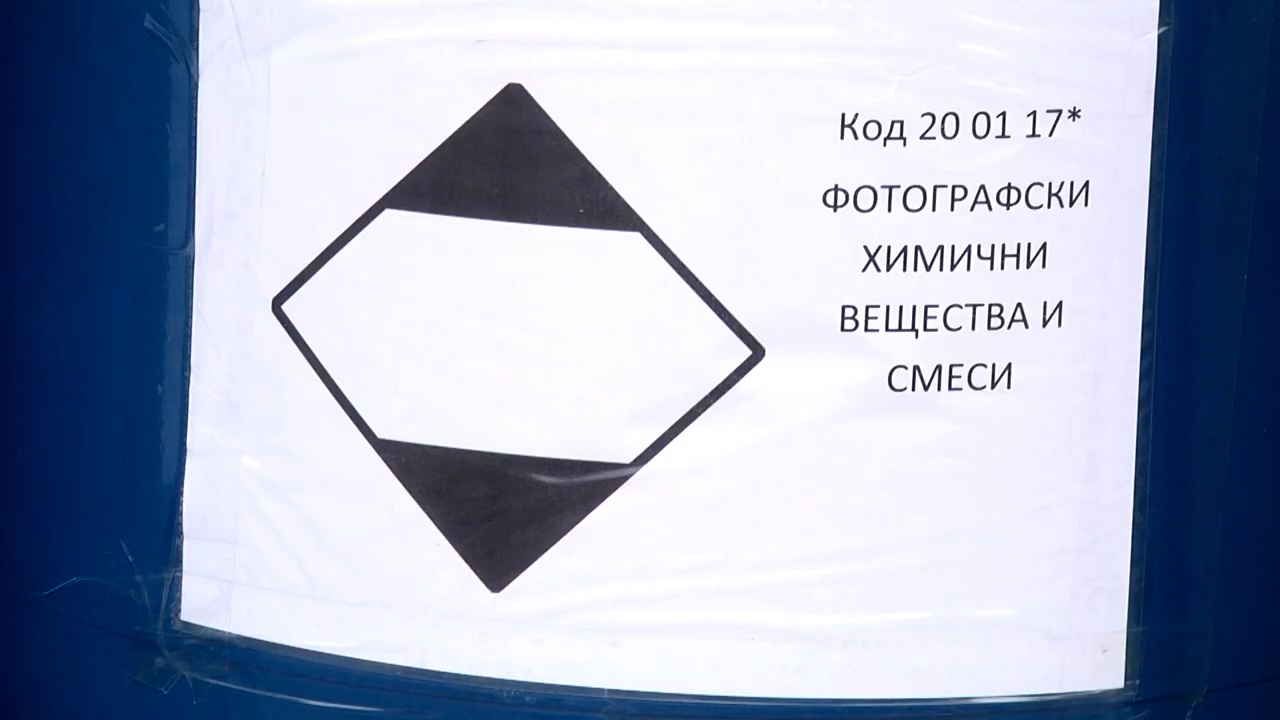 Код 20 01 17*
ФОТОГРАФСКИ
ХИМИЧНИ
ВЕЩЕСТВА И
СМЕСИ